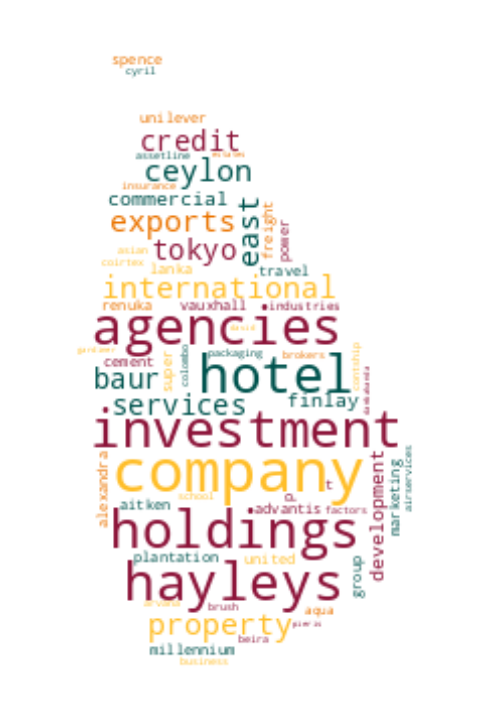 spence
cyril
unilever
credit
assetline
ceylon
insurance
commercial
exports
east
freight
power
tokyo
asian
coirtex
lanka
travel
international
renuka
vauxhall
industries
agencies
packaging
brokers
cement
super
colombo
hotel
baur
finlay
services
investment
company
alexandra
school
t
p
aitken
advantis
factors
development
marketing
airservices
holdings
plantation
united
group
hayleys
brush
aqua
property
pieris
beira
millennium
business